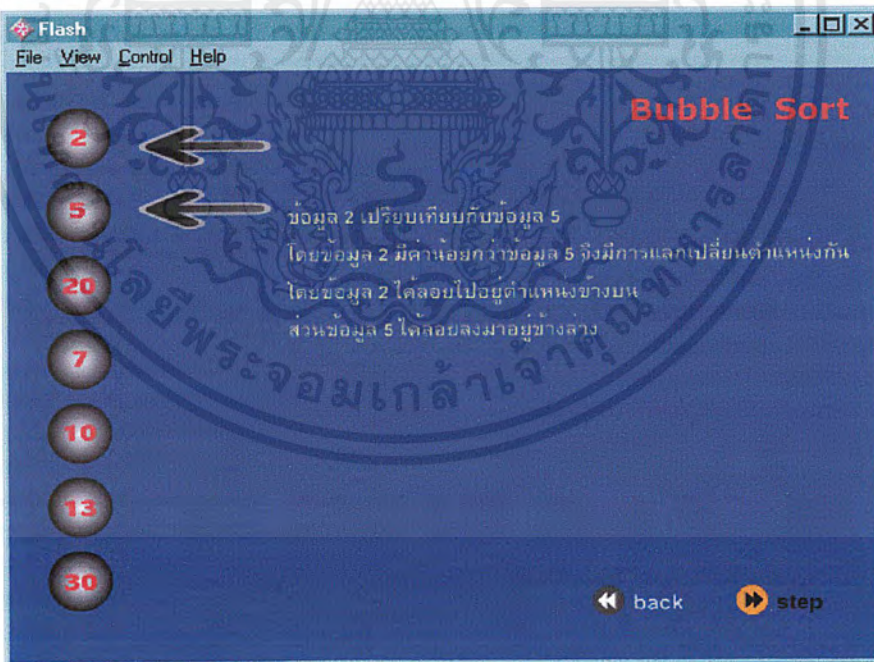 Flash
File View Control Help
Bubble Sort
2
5
20
7
10
13
30
ข้อมูล 2 เปรียบเทียบกับข้อมูล 5
โดยข้อมูล 2 มีค่าน้อยกว่าข้อมูล 5 จึงมีการแลกเปลี่ยนตำแหน่งกัน
โดยข้อมูล 2 ได้ลอยไปอยู่ตำแหน่งข้างบน
ส่วนข้อมูล 5 ได้ลอยลงมาอยู่ข้างล่าง
back
step